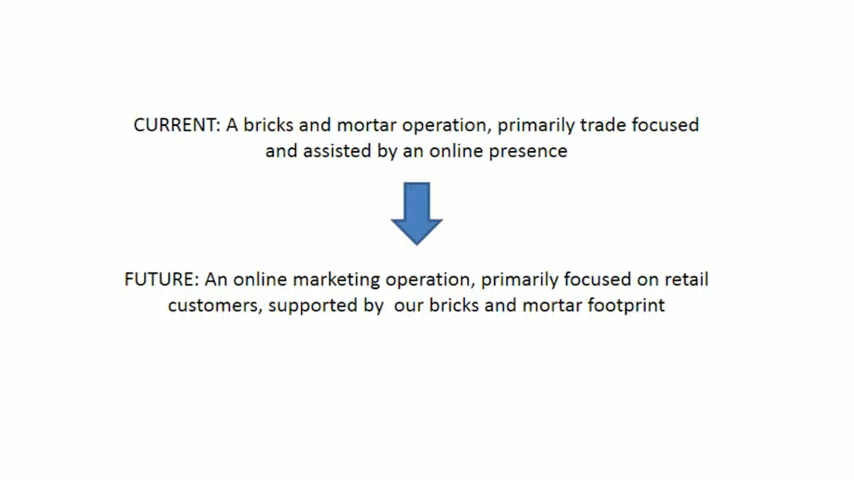 CURRENT: A bricks and mortar operation, primarily trade focused
and assisted by an online presence
FUTURE: An online marketing operation, primarily focused on retail
customers, supported by our bricks and mortar footprint